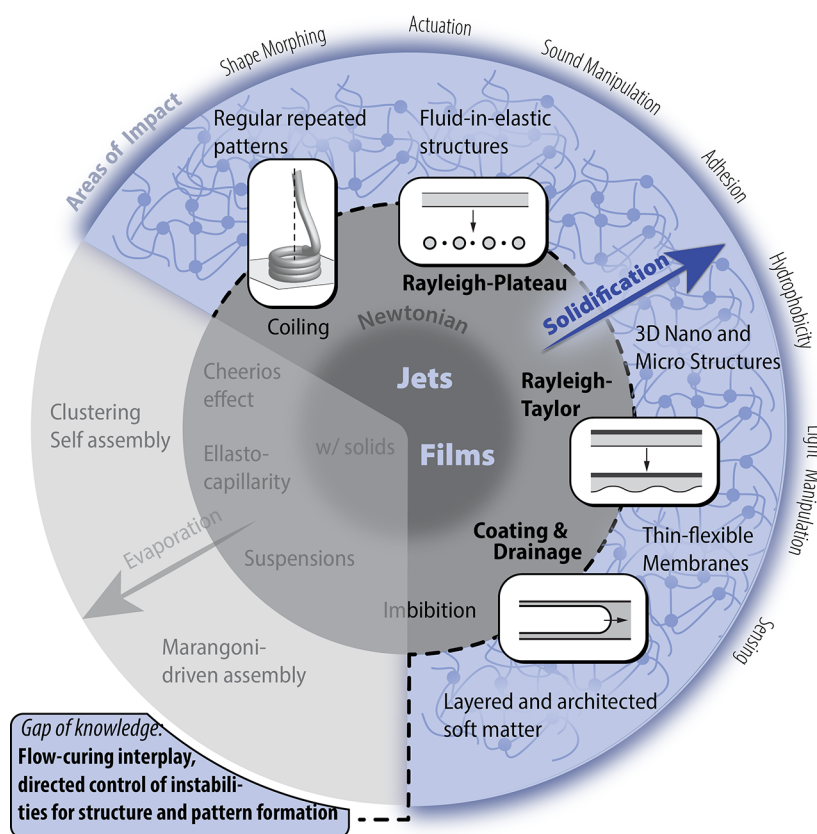 Actuation
Shape Morphing
Sound Manipulation
Areas of Impact
Regular repeated
patterns
Fluid-in-elastic
structures
Adhesion
Rayleigh-Plateau
Solidification
Hydrophobicity
Coiling
Newtonian
3D Nano and
Micro Structures
Cheerios
effect
Jets
Rayleigh-
Taylor
Clustering
Self assembly
w/ solids
Films
Light Manipulation
Ellasto-
capillarity
Evaporation
Suspensions
Coating &
Drainage
Thin-flexible
Membranes
Imbibition
Sensing
Marangoni-
driven assembly
Layered and architected
soft matter
Gap of knowledge:
Flow-curing interplay,
directed control of instabili-
ties for structure and pattern formation